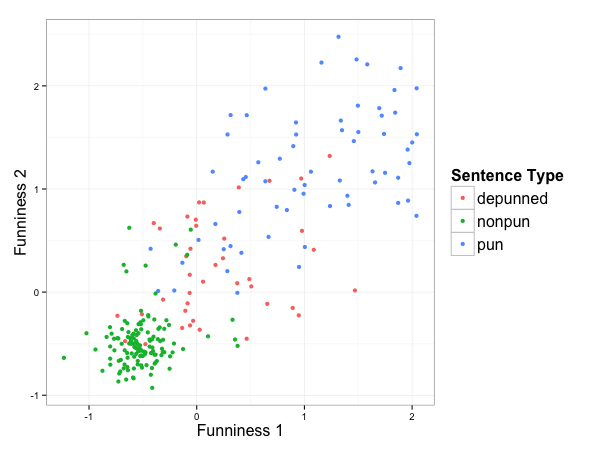 Funniness 2
2
1
0
-1
-1
0
1
2
Funniness 1
Sentence Type
depunned
nonpun
pun